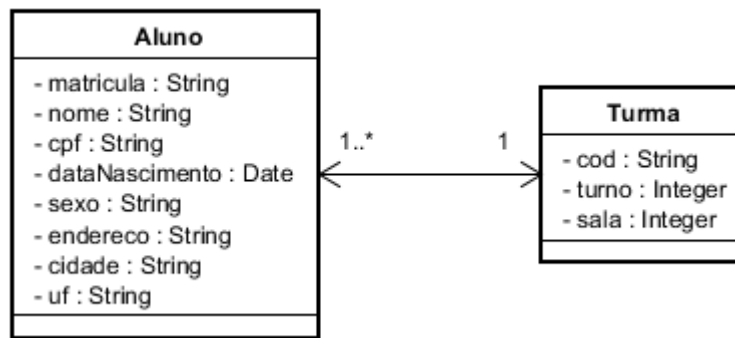 Aluno
- matricula : String
- nome : String
- cpf : String
- dataNascimento : Date
- sexo : String
- endereco : String
- cidade : String
- uf : String
1..*
1
Turma
- cod : String
- turno : Integer
- sala : Integer